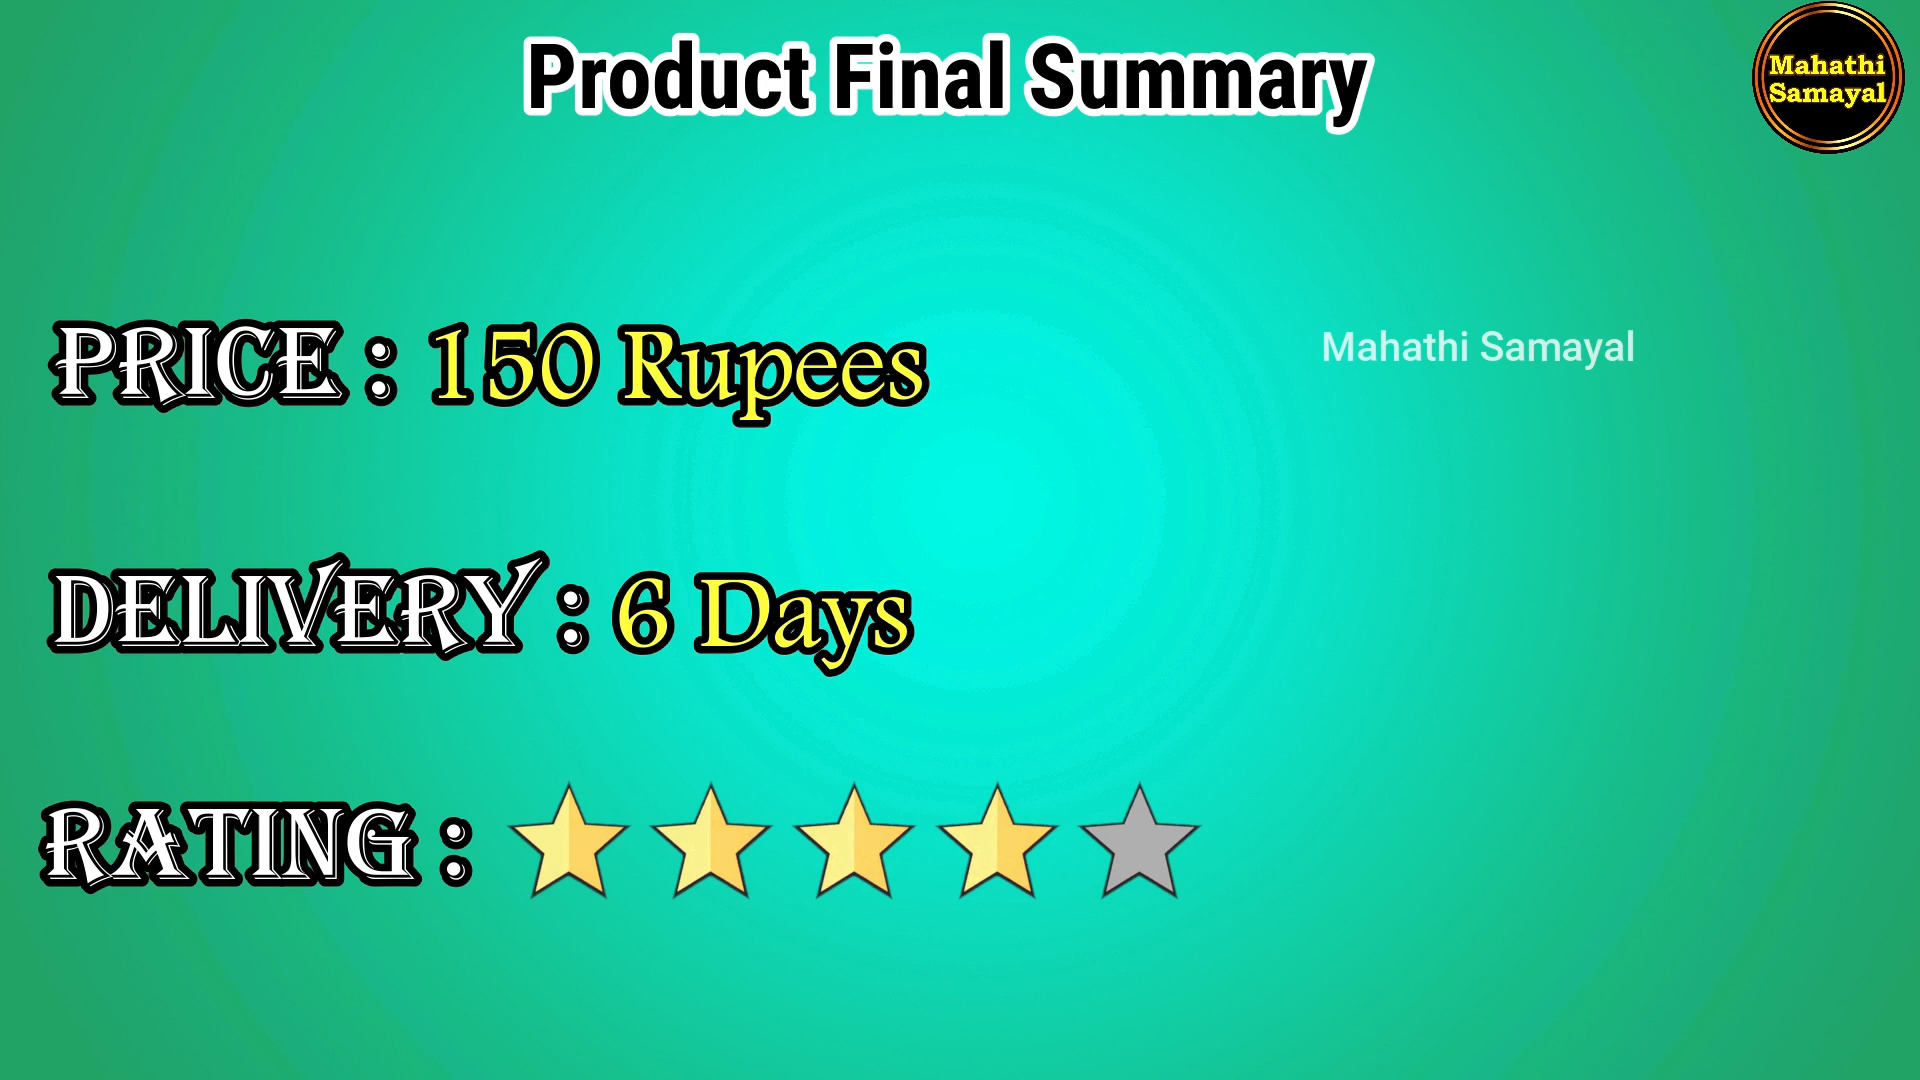 Product Final Summary
Mahathi
Samayal
PRICE : 150 Rupees
Mahathi Samayal
DELIVERY : 6 Days
RATING :